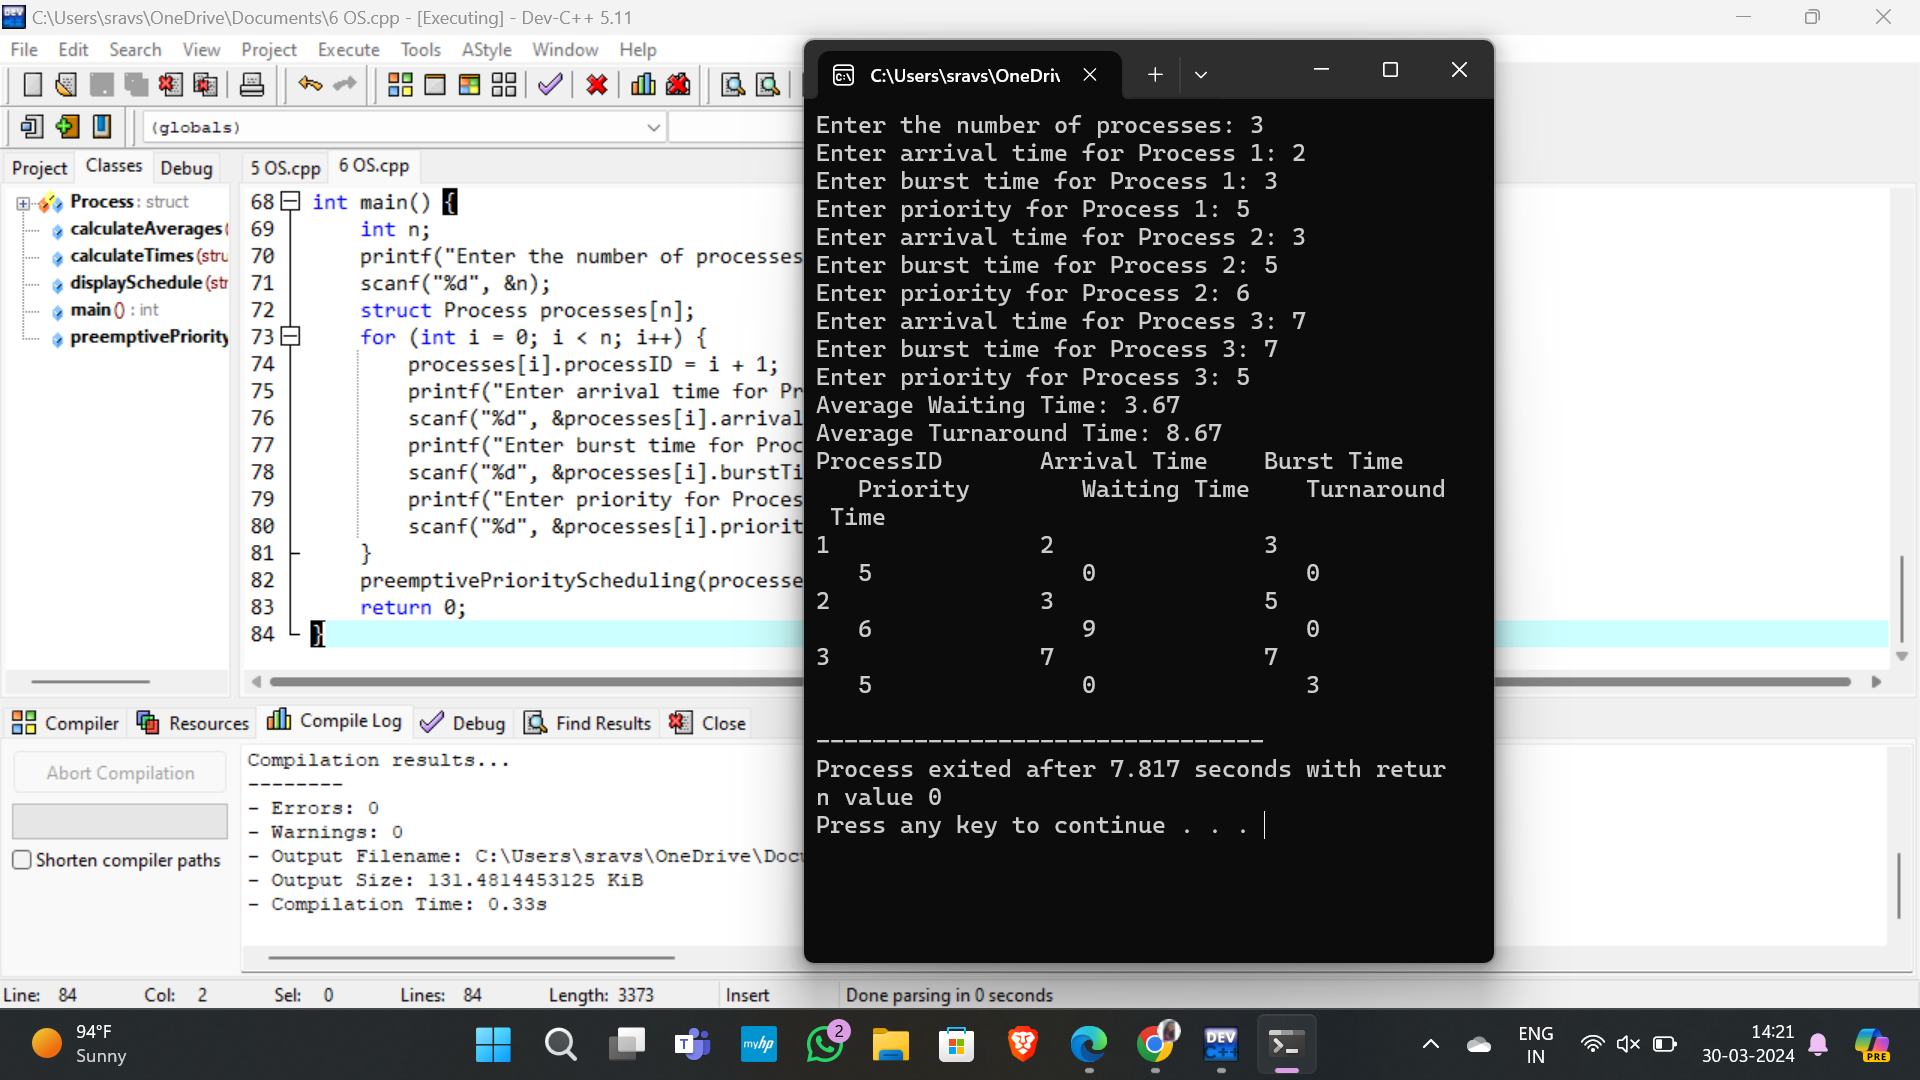 C:\Users\sravs\OneDrive\Documents\6 OS.cpp - [Executing] - Dev-C++ 5.11
File Edit Search View Project Execute Tools AStyle Window Help
(globals)
Project Classes Debug
5 OS.cpp 6 OS.cpp
Process : struct
calculateAverages(
calculateTimes (stru
displaySchedule (str
main () : int
preemptivePriority
68 int main() {
69 int n;
70 printf("Enter the number of processes
71 scanf("%d", &n);
72 struct Process processes[n];
73 for (int i = 0; i < n; i++) {
74 processes[i].processID = i + 1;
75 printf("Enter arrival time for Pr
76 scanf("%d", &processes[i].arrival
77 printf("Enter burst time for Proc
78 scanf("%d", &processes[i].burstTi
79 printf("Enter priority for Proces
80 scanf("%d", &processes[i].priorit
81 }
82 preemptivePriorityScheduling(processe
83 return 0;
84 }
C:\Users\sravs\OneDri
Enter the number of processes: 3
Enter arrival time for Process 1: 2
Enter burst time for Process 1: 3
Enter priority for Process 1: 5
Enter arrival time for Process 2: 3
Enter burst time for Process 2: 5
Enter priority for Process 2: 6
Enter arrival time for Process 3: 7
Enter burst time for Process 3: 7
Enter priority for Process 3: 5
Average Waiting Time: 3.67
Average Turnaround Time: 8.67
ProcessID Arrival Time Burst Time
Priority Waiting Time Turnaround
Time
1 2 3
5 0 0
2 3 5
6 9 0
3 7 7
5 0 3
--------------------------------
Process exited after 7.817 seconds with retur
n value 0
Press any key to continue . . .
Compiler Resources Compile Log Debug Find Results Close
Abort Compilation
Shorten compiler paths
Compilation results...
--------
- Errors: 0
- Warnings: 0
- Output Filename: C:\Users\sravs\OneDrive\Docu
- Output Size: 131.4814453125 KiB
- Compilation Time: 0.33s
Line: 84 Col: 2 Sel: 0 Lines: 84 Length: 3373 Insert Done parsing in 0 seconds
94°F
Sunny
myhp
2
DEV
C++
ENG
IN
14:21
30-03-2024
PRE